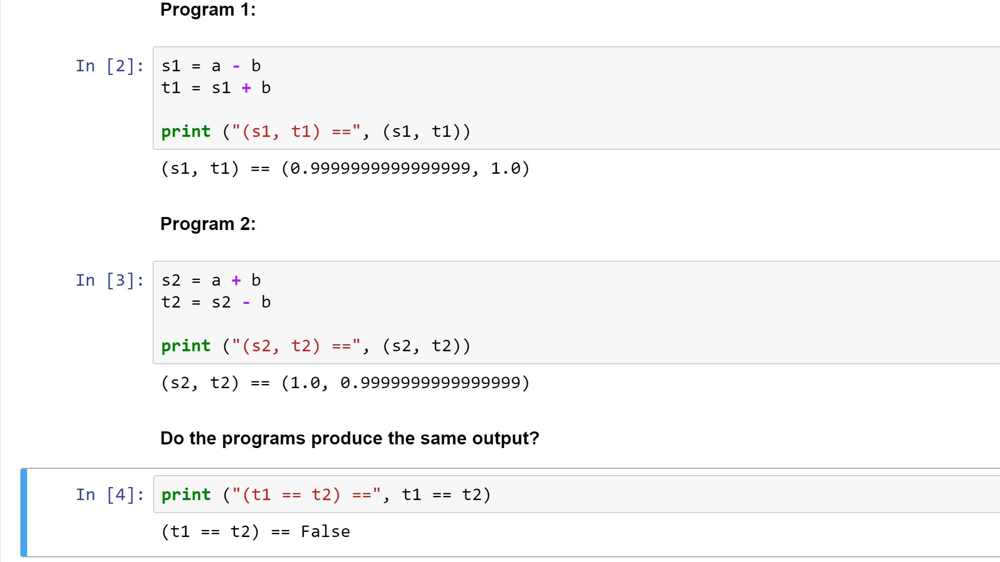 Program 1:
In [2]:
s1 = a - b
t1 = s1 + b
print ("(s1, t1) ==", (s1, t1))
(s1, t1) == (0.9999999999999999, 1.0)
Program 2:
In [3]:
s2 = a + b
t2 = s2 - b
print ("(s2, t2) ==", (s2, t2))
(s2, t2) == (1.0, 0.9999999999999999)
Do the programs produce the same output?
In [4]:
print ("(t1 == t2) ==", t1 == t2)
(t1 == t2) == False